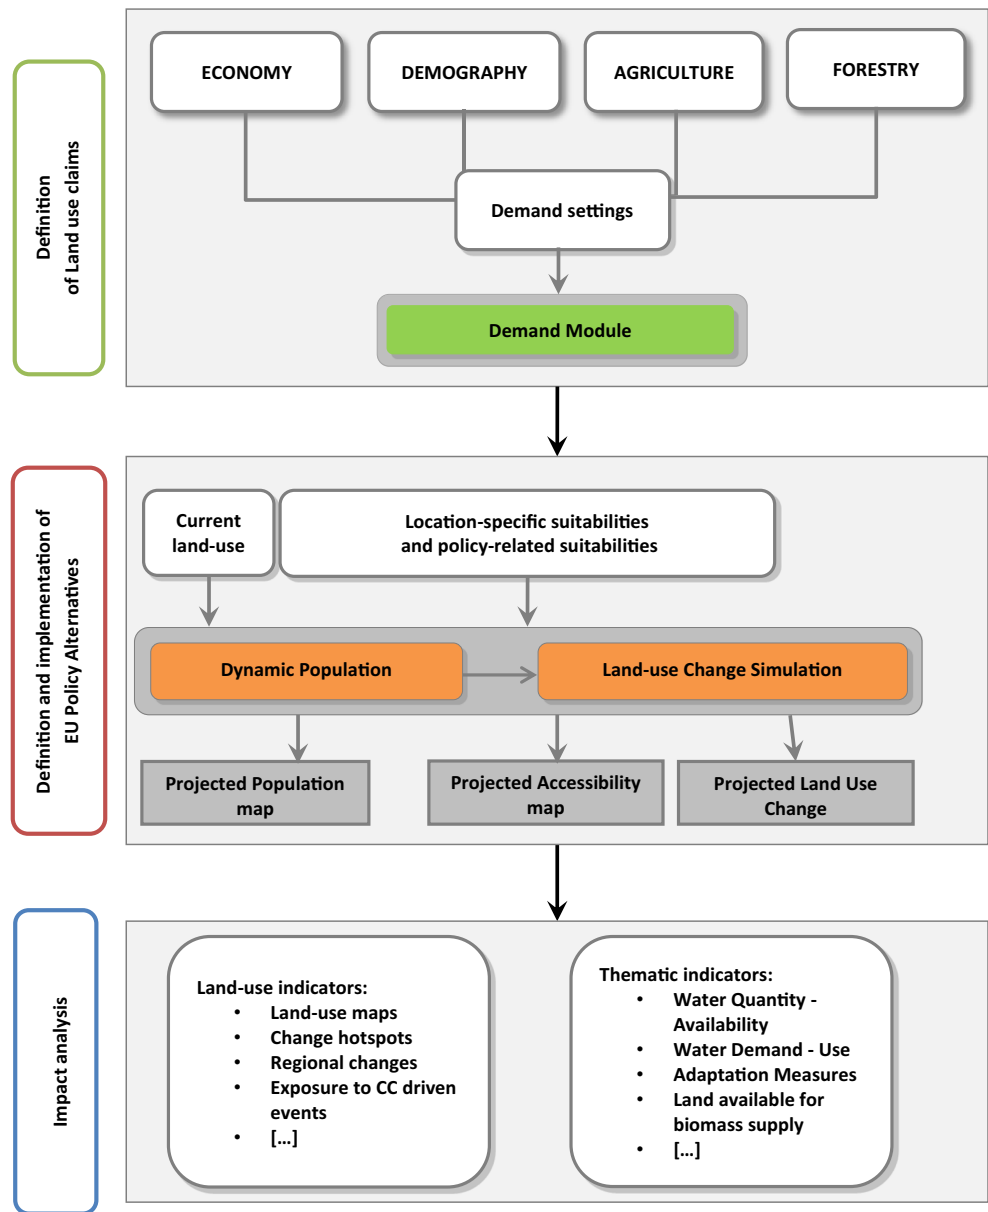 Definition
of Land use claims
ECONOMY
DEMOGRAPHY
AGRICULTURE
FORESTRY
Demand settings
Demand Module
Definition and implementation of
EU Policy Alternatives
Current
land-use
Location-specific suitabilities
and policy-related suitabilities
Dynamic Population
Land-use Change Simulation
Projected Population
map
Projected Accessibility
map
Projected Land Use
Change
Impact analysis
Land-use indicators:
• Land-use maps
• Change hotspots
• Regional changes
• Exposure to CC driven
events
• [...]
Thematic indicators:
• Water Quantity -
Availability
• Water Demand - Use
• Adaptation Measures
• Land available for
biomass supply
• [...]